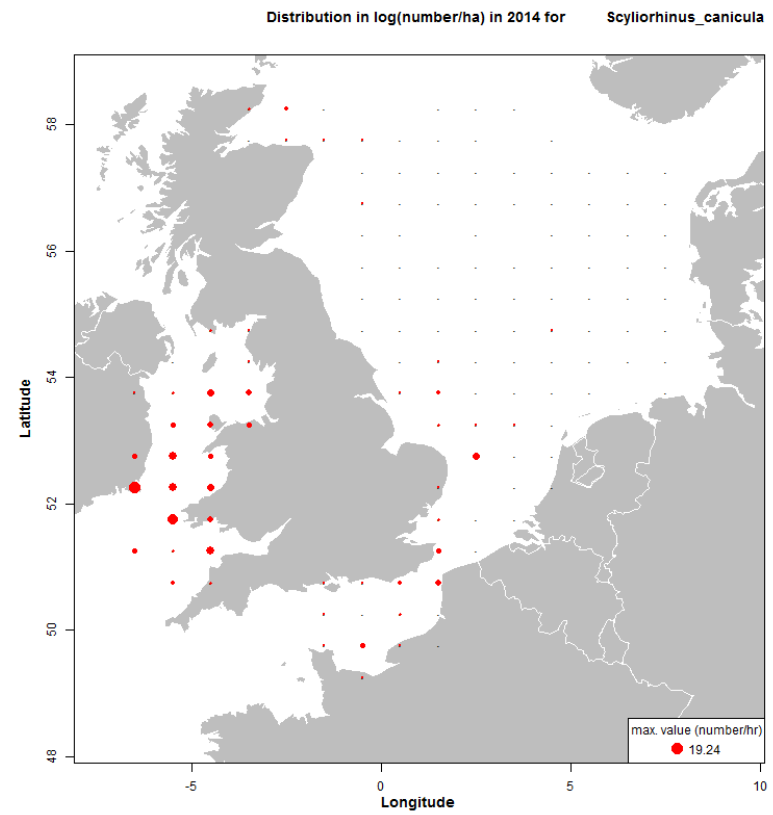 Distribution in log(number/ha) in 2014 for Scyliorhinus_canicula
58
56
54
52
50
48
Latitude
max. value (number/hr)
19.24
-5 0 5 10
Longitude